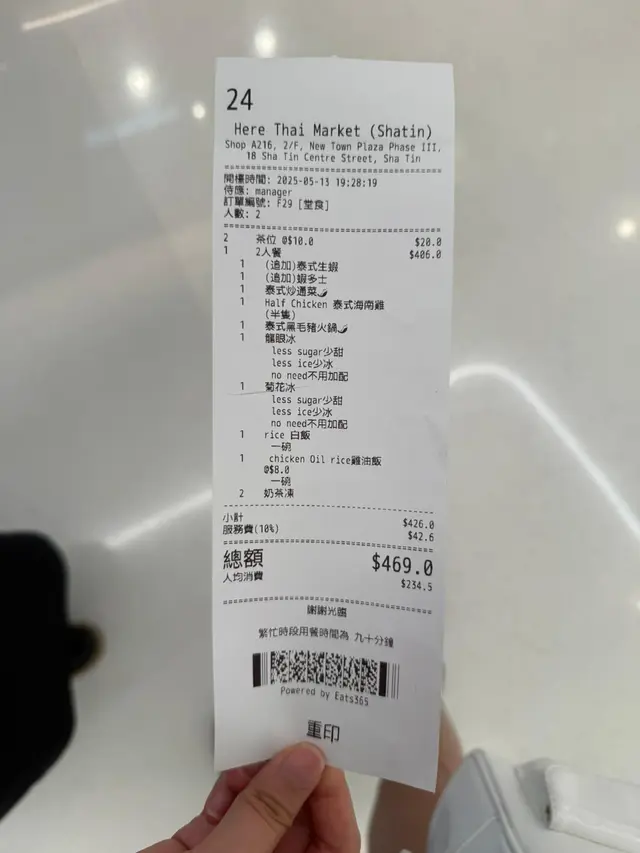 24
Here Thai Market (Shatin)
Shop A216, 2/F, New Town Plaza Phase III,
18 Sha Tin Centre Street, Sha Tin
開檯時間: 2025-05-13 19:28:19
侍應: manager
訂單編號: F29 [堂食]
人數: 2
2 茶位 @$10.0 $20.0
1 2人餐 $406.0
1 (追加)泰式生蝦
1 (追加)蝦多士
1 泰式炒通菜🌶
1 Half Chicken 泰式海南雞
(半隻)
1 泰式黑毛豬火鍋🌶
1 龍眼冰
less sugar少甜
less ice少冰
no need不用加配
1 菊花冰
less sugar少甜
less ice少冰
no need不用加配
1 rice 白飯
一碗
1 chicken Oil rice雞油飯
@$8.0
一碗
2 奶茶凍
小計 $426.0
服務費(10%) $42.6
總額 $469.0
人均消費 $234.5
謝謝光臨
繁忙時段用餐時間為 九十分鐘
Powered by Eats365
重印